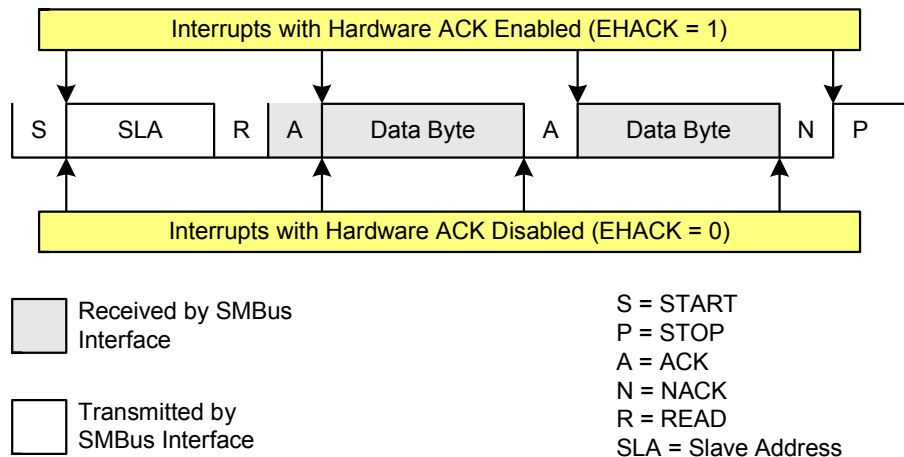 Interrupts with Hardware ACK Enabled (EHACK = 1)
S SLA R A Data Byte A Data Byte N P
Interrupts with Hardware ACK Disabled (EHACK = 0)
Received by SMBus
Interface
Transmitted by
SMBus Interface
S = START
P = STOP
A = ACK
N = NACK
R = READ
SLA = Slave Address